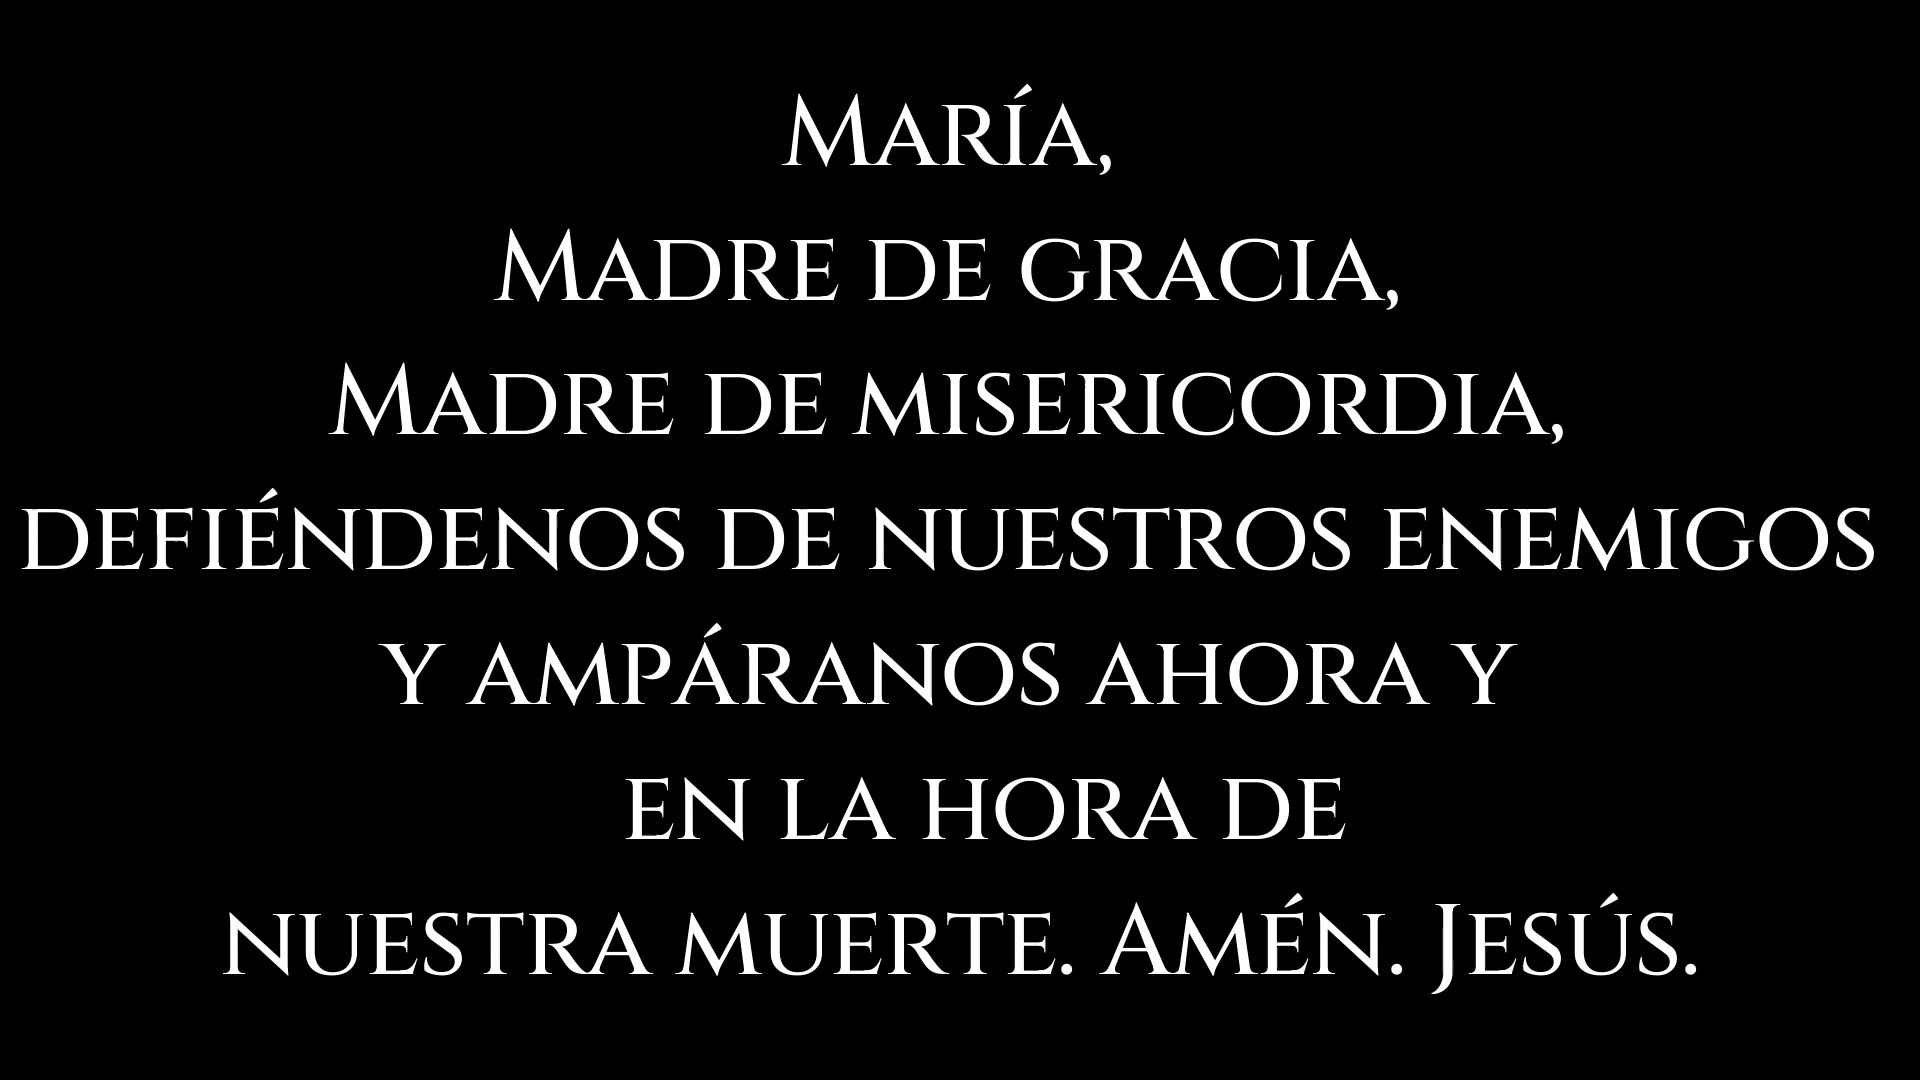 María,
Madre de gracia,
Madre de misericordia,
defiéndenos de nuestros enemigos
y ampáranos ahora y
en la hora de
nuestra muerte. Amén. Jesús.